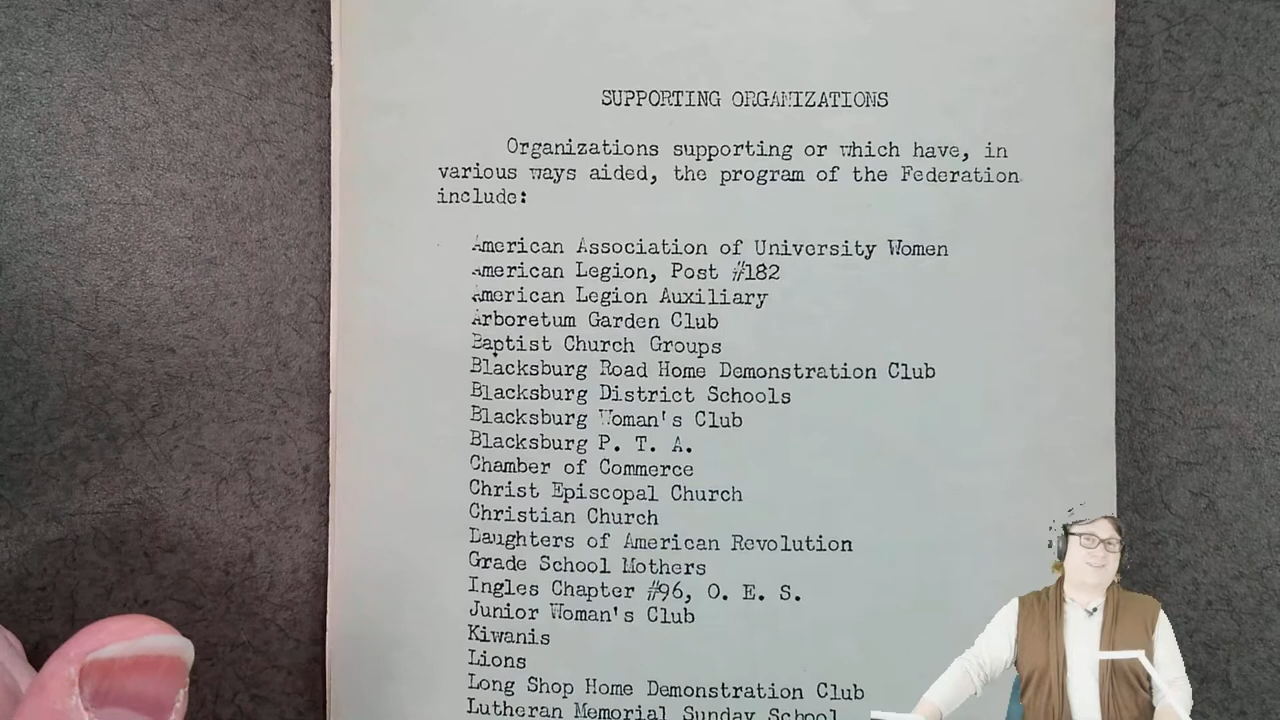 SUPPORTING ORGANIZATIONS
Organizations supporting or which have, in
various ways aided, the program of the Federation
include:
American Association of University Women
American Legion, Post #182
American Legion Auxiliary
Arboretum Garden Club
Baptist Church Groups
Blacksburg Road Home Demonstration Club
Blacksburg District Schools
Blacksburg Woman's Club
Blacksburg P. T. A.
Chamber of Commerce
Christ Episcopal Church
Christian Church
Daughters of American Revolution
Grade School Mothers
Ingles Chapter #96, O. E. S.
Junior Woman's Club
Kiwanis
Lions
Long Shop Home Demonstration Club
Lutheran Memorial Sunday School